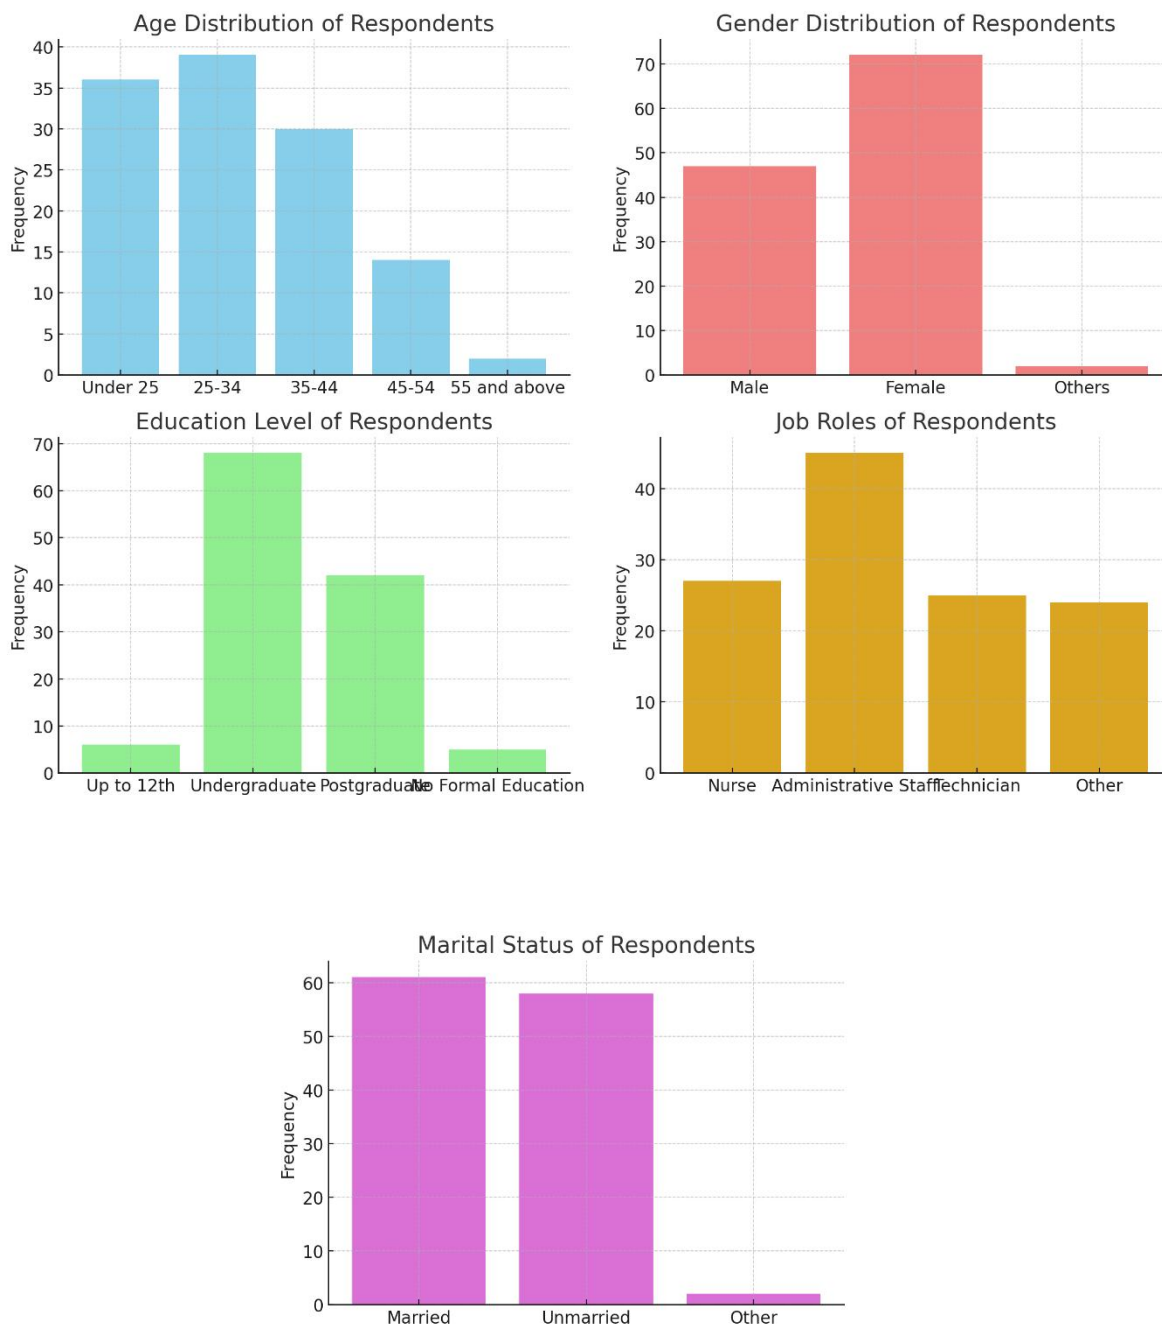 Age Distribution of Respondents
Frequency
40
35
30
25
20
15
10
5
0
Under 25 25-34 35-44 45-54 55 and above
Gender Distribution of Respondents
Frequency
70
60
50
40
30
20
10
0
Male Female Others
Education Level of Respondents
Frequency
70
60
50
40
30
20
10
0
Up to 12th Undergraduate Postgraduate No Formal Education
Job Roles of Respondents
Frequency
40
30
20
10
0
Nurse Administrative Staff Technician Other
Marital Status of Respondents
Frequency
60
50
40
30
20
10
0
Married Unmarried Other